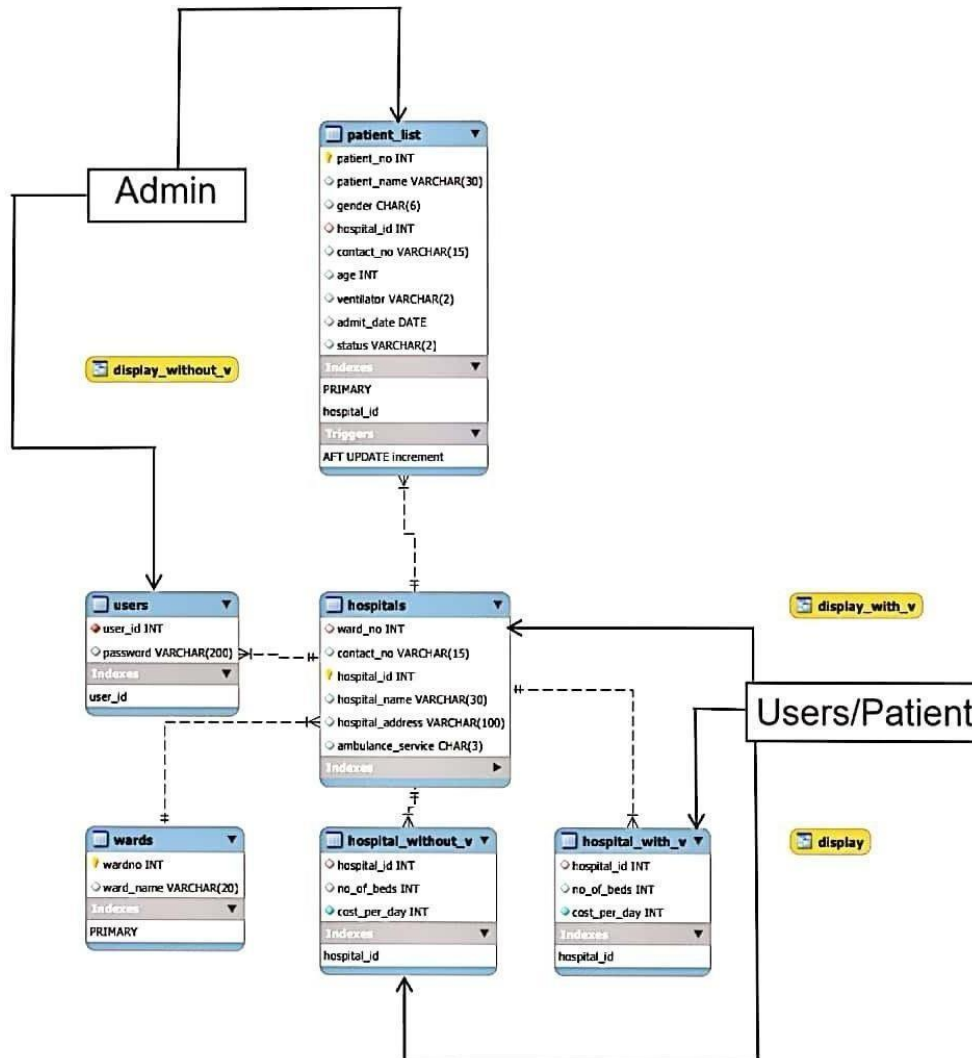 patient_list
patient_no INT
patient_name VARCHAR(30)
gender CHAR(6)
hospital_id INT
contact_no VARCHAR(15)
age INT
ventilator VARCHAR(2)
admit_date DATE
status VARCHAR(2)
Indexes
PRIMARY
hospital_id
Triggers
AFT UPDATE increment
Admin
display_without_v
users
user_id INT
password VARCHAR(200)
Indexes
user_id
hospitals
ward_no INT
contact_no VARCHAR(15)
hospital_id INT
hospital_name VARCHAR(30)
hospital_address VARCHAR(100)
ambulance_service CHAR(3)
Indexes
display_with_v
Users/Patient
wards
wardno INT
ward_name VARCHAR(20)
Indexes
PRIMARY
hospital_without_v
hospital_id INT
no_of_beds INT
cost_per_day INT
Indexes
hospital_id
hospital_with_v
hospital_id INT
no_of_beds INT
cost_per_day INT
Indexes
hospital_id
display